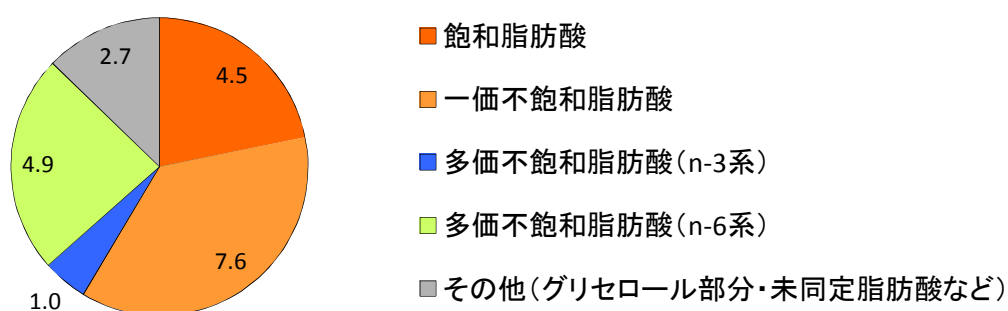 2.7
4.5
4.9
7.6
1.0
飽和脂肪酸
一価不飽和脂肪酸
多価不飽和脂肪酸（n-3系）
多価不飽和脂肪酸（n-6系）
その他（グリセロール部分・未同定脂肪酸など）